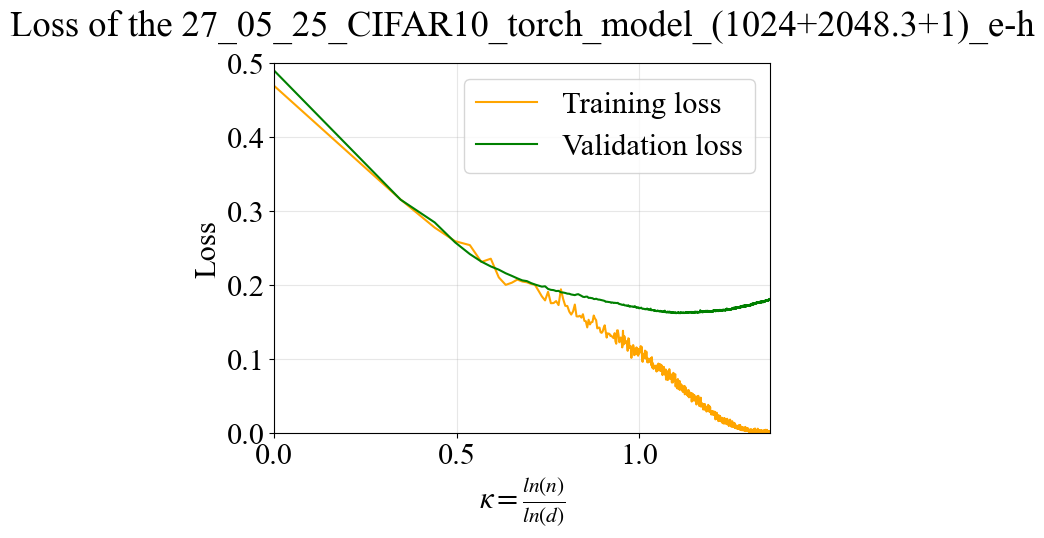 Loss of the 27_05_25_CIFAR10_torch_model_(1024+2048.3+1)_e-h
0.5
0.4
0.3
0.2
0.1
0.0
Loss
Training loss
Validation loss
0.0 0.5 1.0
κ = ln(n)/ln(d)